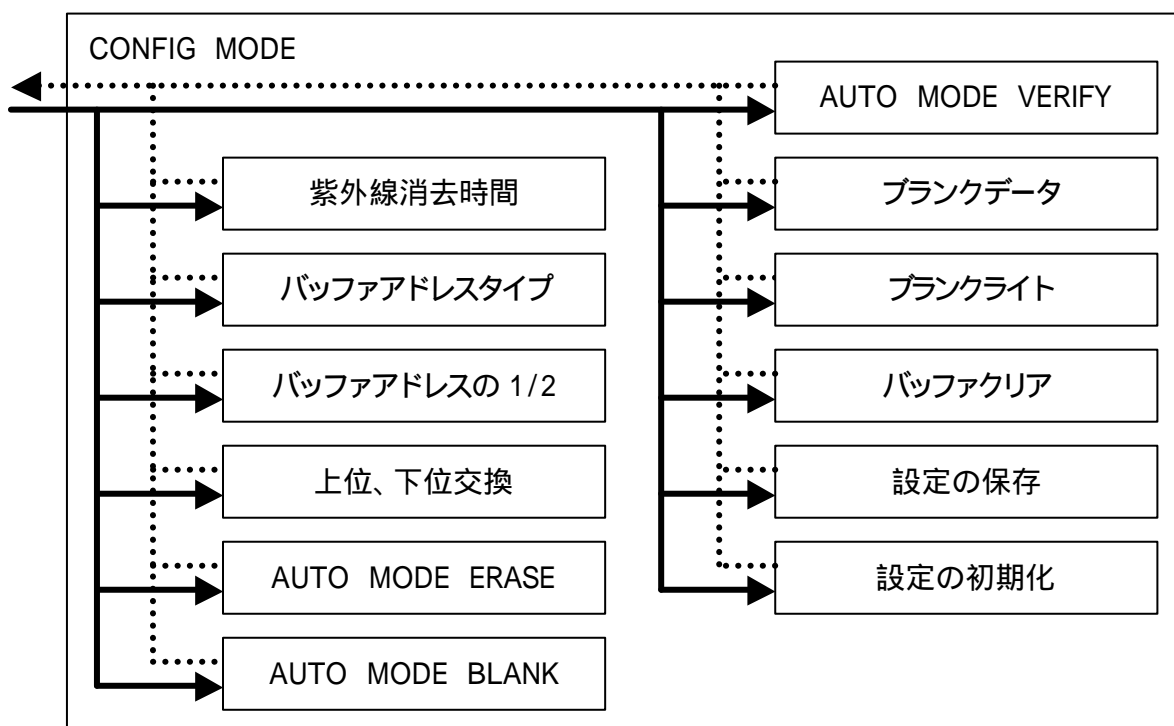 CONFIG MODE
紫外線消去時間
バッファアドレスタイプ
バッファアドレスの 1/2
上位、下位交換
AUTO MODE ERASE
AUTO MODE BLANK
AUTO MODE VERIFY
ブランクデータ
ブランクライト
バッファクリア
設定の保存
設定の初期化